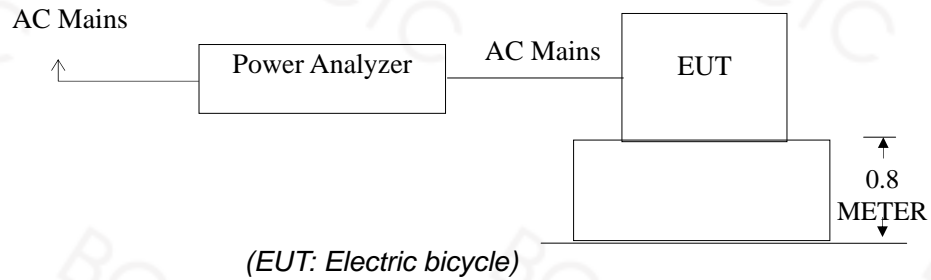 AC Mains
Power Analyzer
AC Mains
EUT
0.8
METER
(EUT: Electric bicycle)